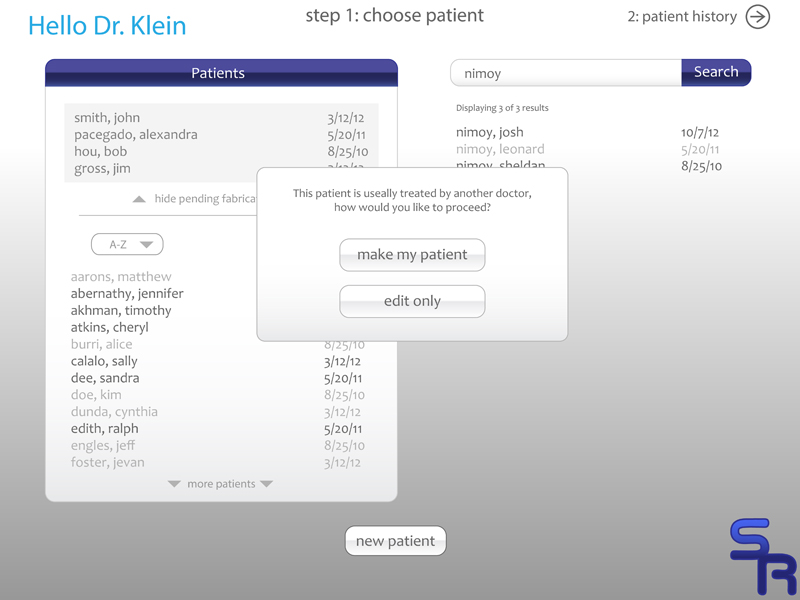 Hello Dr. Klein
step 1: choose patient
2: patient history
Patients
smith, john 3/12/12
pacegado, alexandra 5/20/11
hou, bob 8/25/10
gross, jim
hide pending
A-Z
aarons, matthew
abernathy, jennifer
akhman, timothy
atkins, cheryl
burri, alice 8/25/10
calalo, sally 3/12/12
dee, sandra 5/20/11
doe, kim 8/25/10
dunda, cynthia 3/12/12
edith, ralph 5/20/11
engles, jeff 8/25/10
foster, jevan 3/12/12
more patients
nimoy
Search
Displaying 3 of 3 results
nimoy, josh 10/7/12
nimoy, leonard 5/20/11
nimoy, sheldan 8/25/10
This patient is useally treated by another doctor,
how would you like to proceed?
make my patient
edit only
new patient
SR